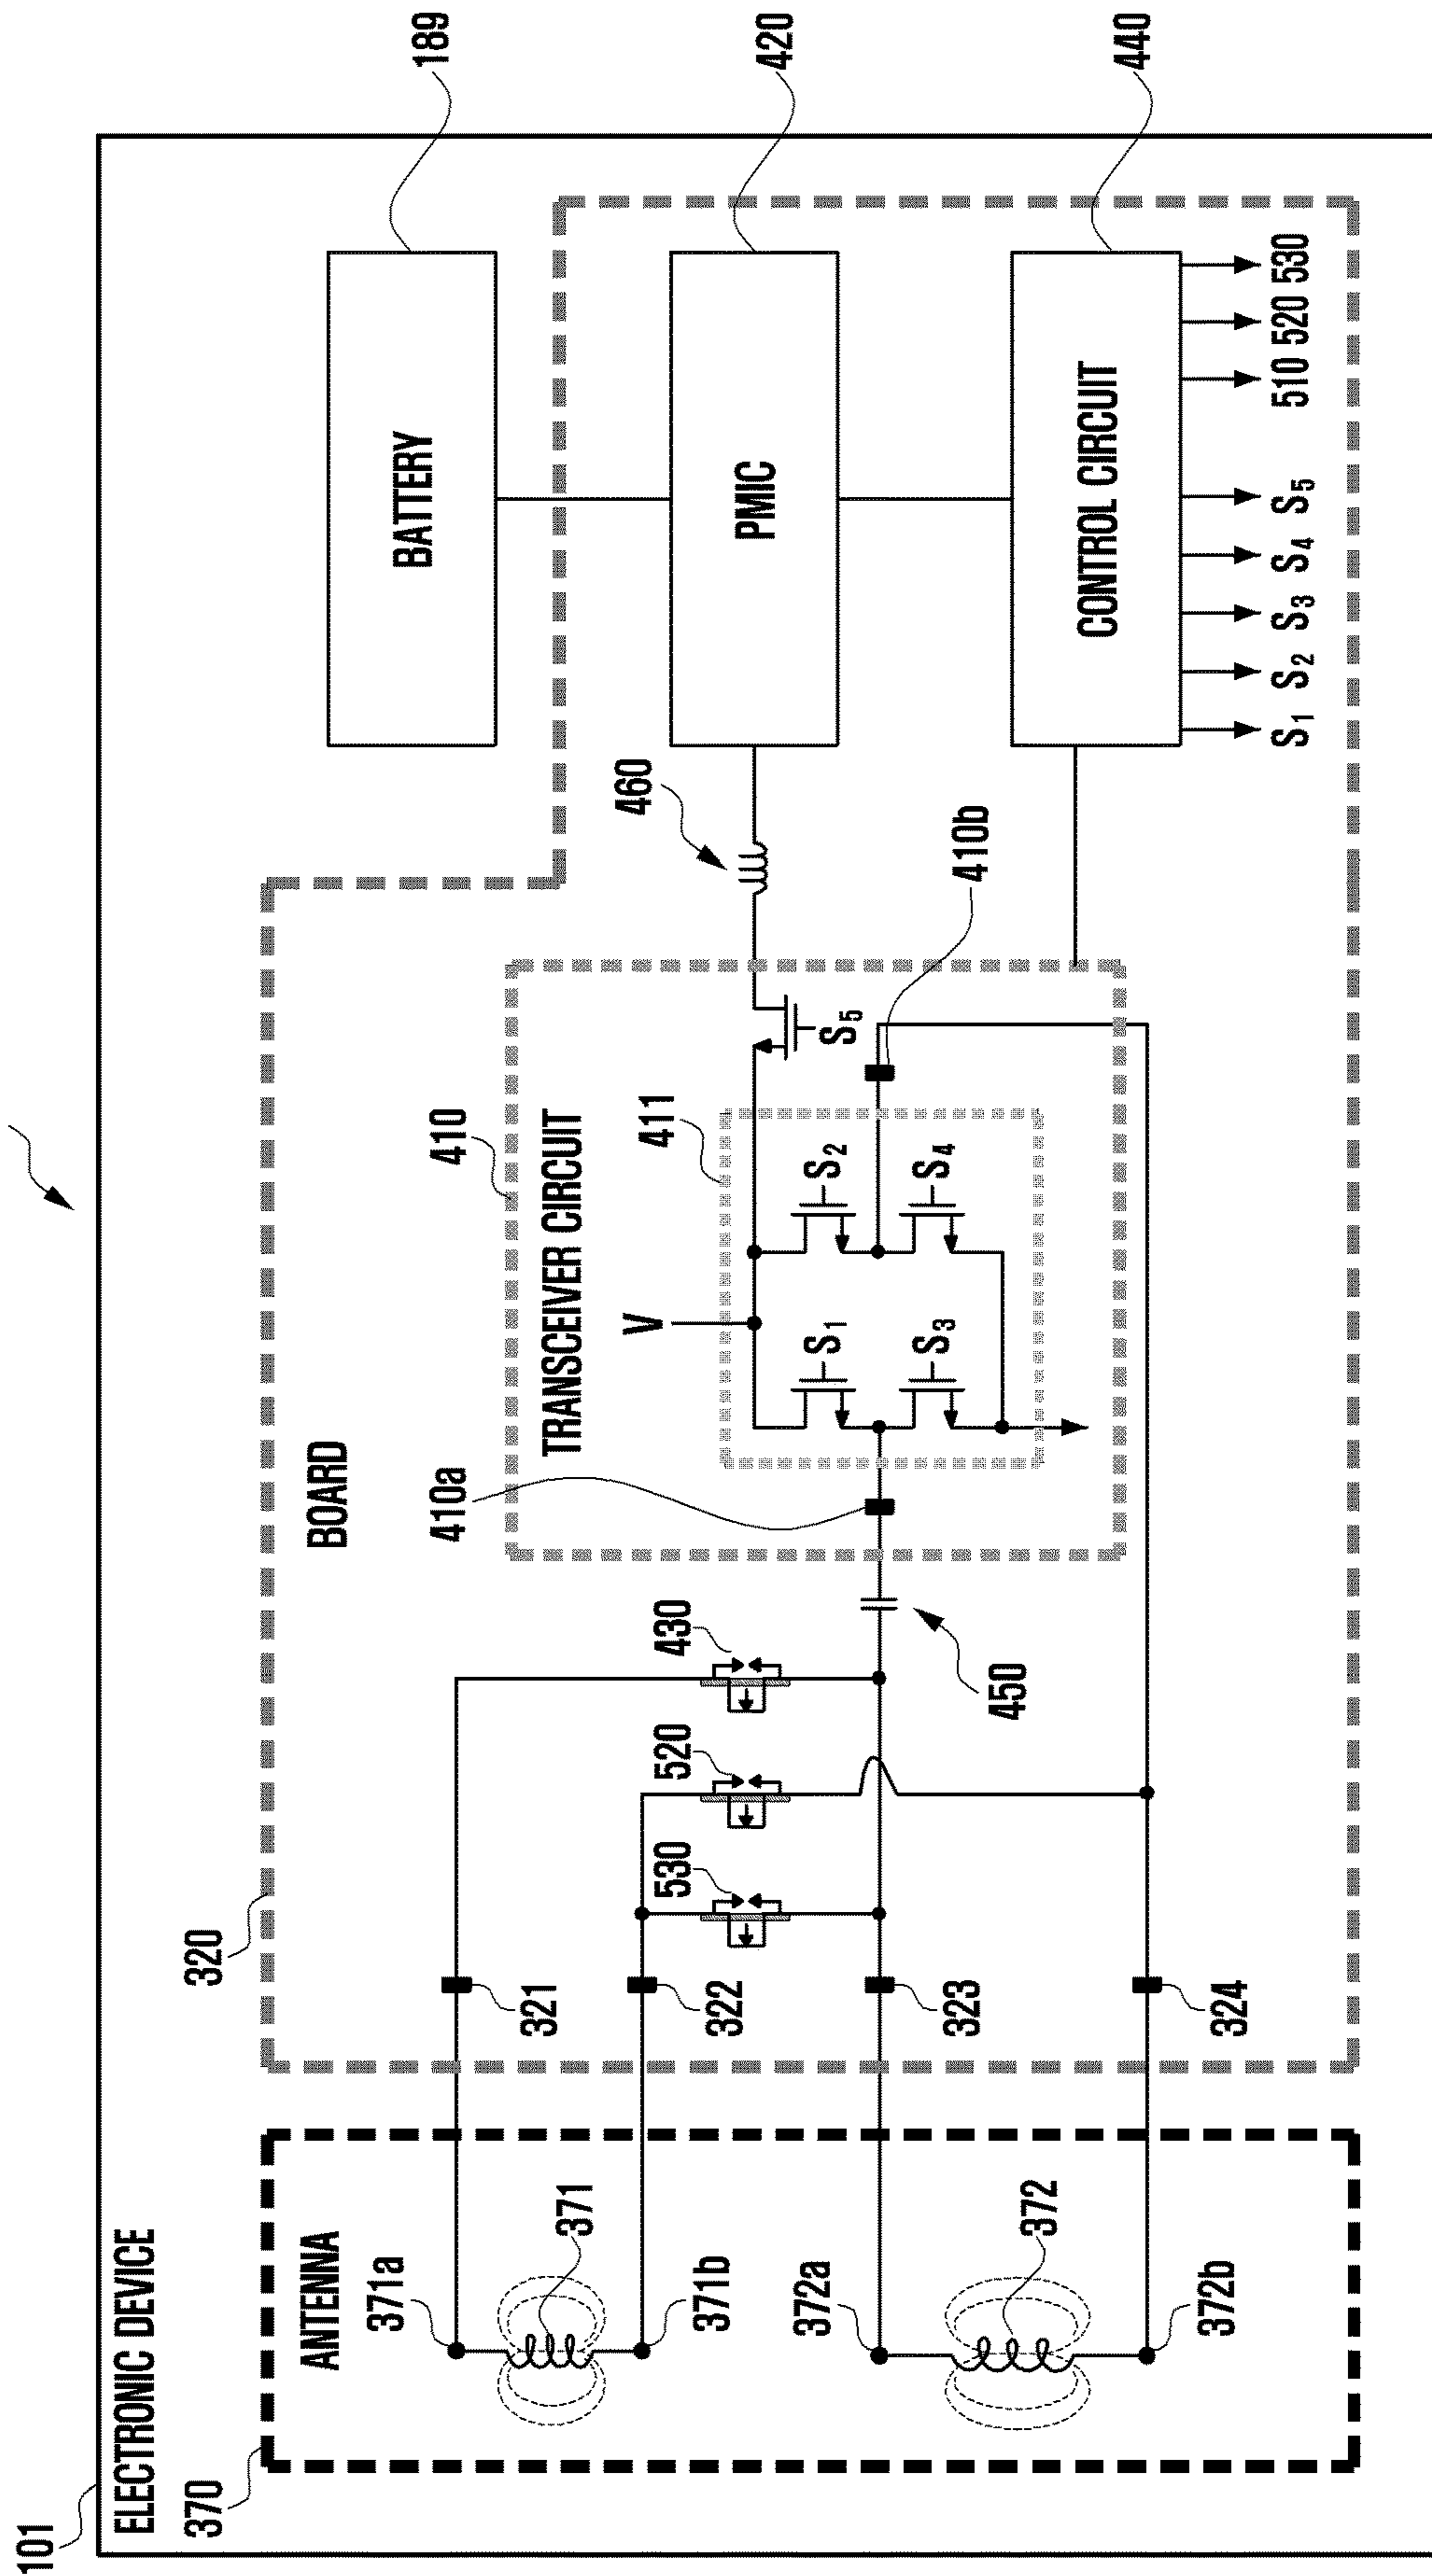 101
ELECTRONIC DEVICE
370
ANTENNA
371a
371
371b
372a
372
372b
320
BOARD
321
322
323
324
530
520
430
450
410a
410
TRANSCEIVER CIRCUIT
V
411
S1
S2
S3
S4
S5
410b
460
BATTERY
189
PMIC
420
CONTROL CIRCUIT
440
S1 S2 S3 S4 S5 510 520 530